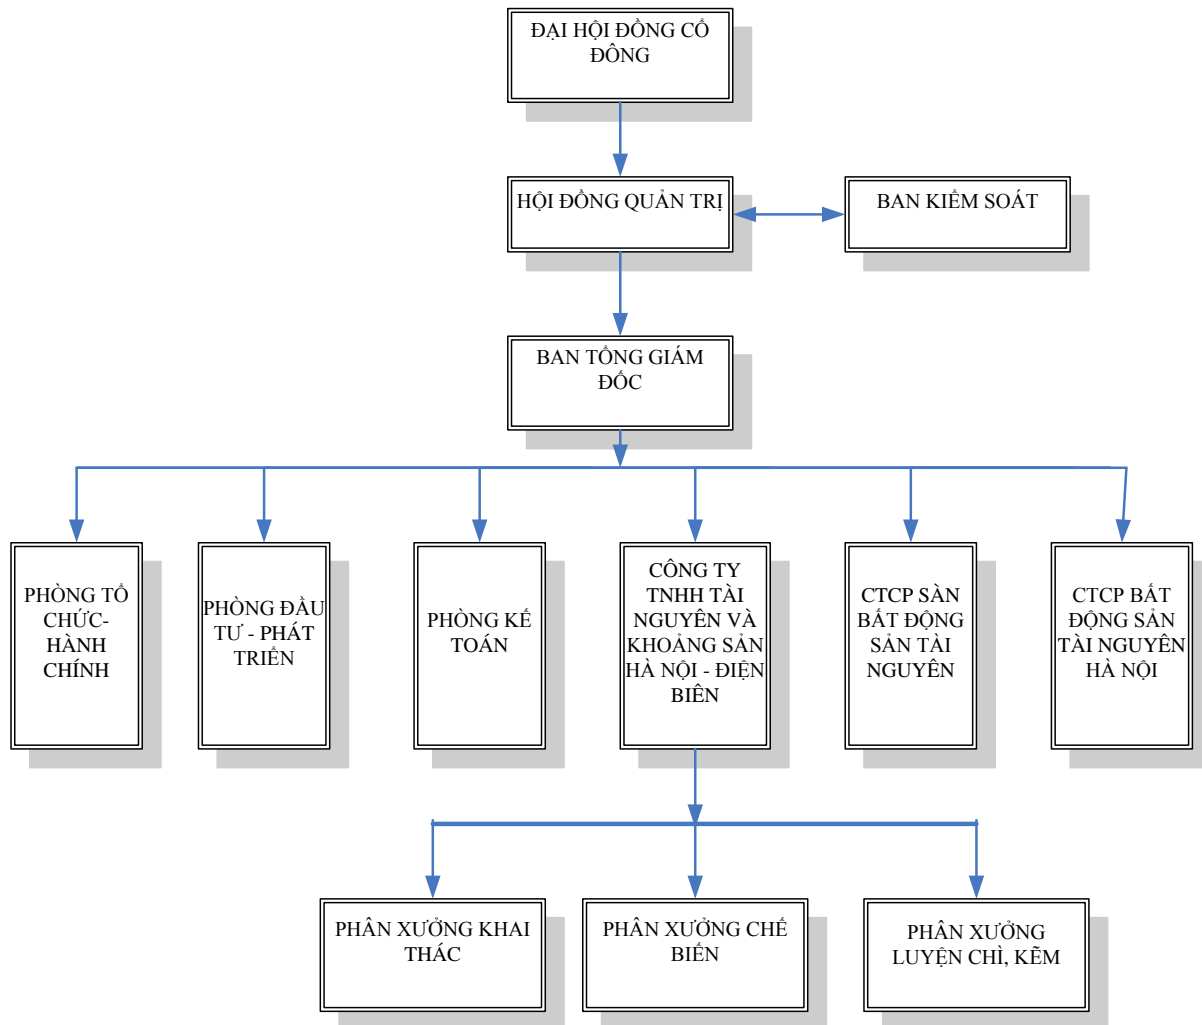 ĐẠI HỘI ĐỒNG CỔ
ĐÔNG
HỘI ĐỒNG QUẢN TRỊ
BAN KIỂM SOÁT
BAN TỔNG GIÁM
ĐỐC
PHÒNG TỔ
CHỨC-
HÀNH
CHÍNH
PHÒNG ĐẦU
TƯ - PHÁT
TRIỂN
PHÒNG KẾ
TOÁN
CÔNG TY
TNHH TÀI
NGUYÊN VÀ
KHOẢNG SẢN
HÀ NỘI - ĐIỆN
BIÊN
CTCP SÀN
BẤT ĐỘNG
SẢN TÀI
NGUYÊN
CTCP BẤT
ĐỘNG SẢN
TÀI NGUYÊN
HÀ NỘI
PHÂN XƯỞNG KHAI
THÁC
PHÂN XƯỞNG CHẾ
BIẾN
PHÂN XƯỞNG
LUYỆN CHÌ, KẼM